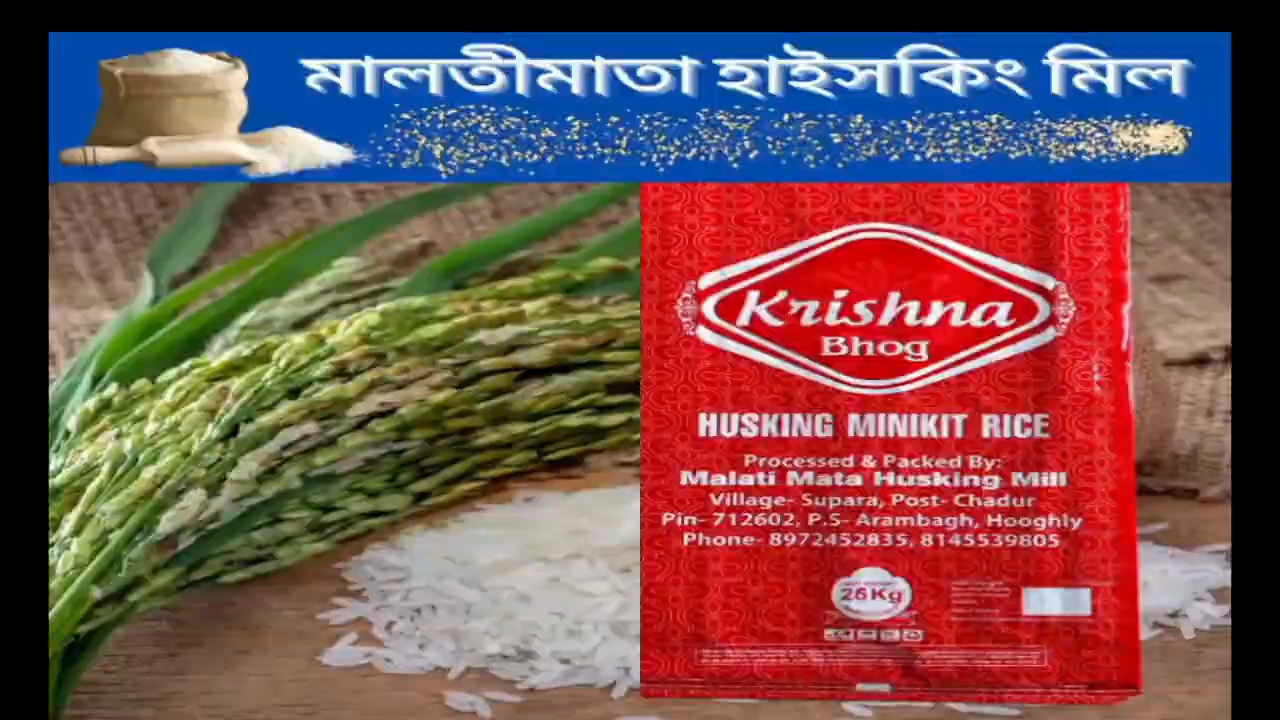 মালতীমাতা হাইসকিং মিল
Krishna
Bhog
HUSKING MINIKIT RICE
Processed & Packed By:
Malati Mata Husking Mill
Village- Supara, Post- Chadur
Pin- 712602, P.S- Arambagh, Hooghly
Phone- 8972452835, 8145539805
26Kg